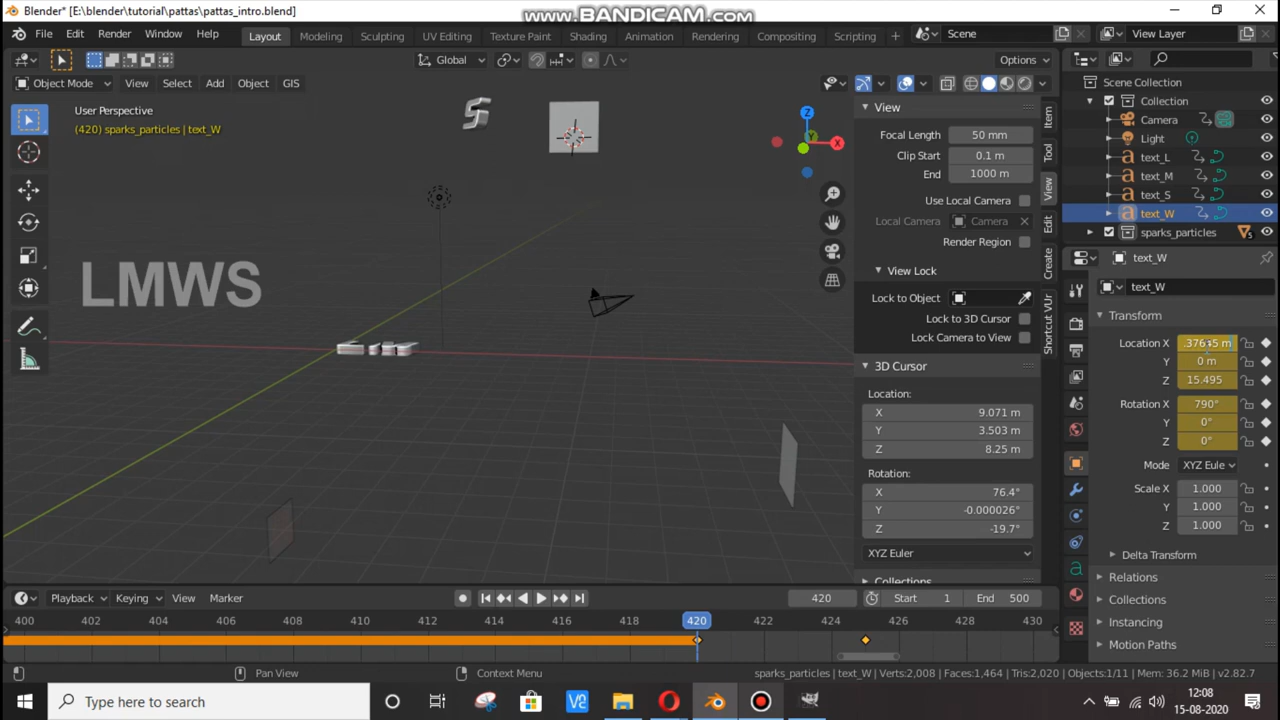 Blender* [E:\blender\tutorial\pattas\pattas_intro.blend]
www.BANDICAM.com
File Edit Render Window Help
Layout Modeling Sculpting UV Editing Texture Paint Shading Animation Rendering Compositing Scripting
Scene
View Layer
Global
Options
Object Mode View Select Add Object GIS
User Perspective
(420) sparks_particles | text_W
S
LMWS
Z
Y
X
View
Focal Length 50 mm
Clip Start 0.1 m
End 1000 m
Use Local Camera
Local Camera Camera
Render Region
View Lock
Lock to Object
Lock to 3D Cursor
Lock Camera to View
3D Cursor
Location:
X 9.071 m
Y 3.503 m
Z 8.25 m
Rotation:
X 76.4°
Y -0.000026°
Z -19.7°
XYZ Euler
Collections
Item
Tool
View
Edit
Create
Shortcut VUr
Scene Collection
Collection
Camera
Light
text_L
text_M
text_S
text_W
sparks_particles 5
text_W
text_W
Transform
Location X
Y 0 m
Z 15.495
Rotation X 790°
Y 0°
Z 0°
Mode XYZ Eule
Scale X 1.000
Y 1.000
Z 1.000
Delta Transform
Relations
Collections
Instancing
Motion Paths
Playback Keying View Marker
420 Start 1 End 500
400 402 404 406 408 410 412 414 416 418 420 422 424 426 428 430
Pan View
Context Menu
sparks_particles | text_W | Verts:2,008 | Faces:1,464 | Tris:2,020 | Objects:1/11 | Mem: 36.2 MiB | v2.82.7
Type here to search
12:08
15-08-2020